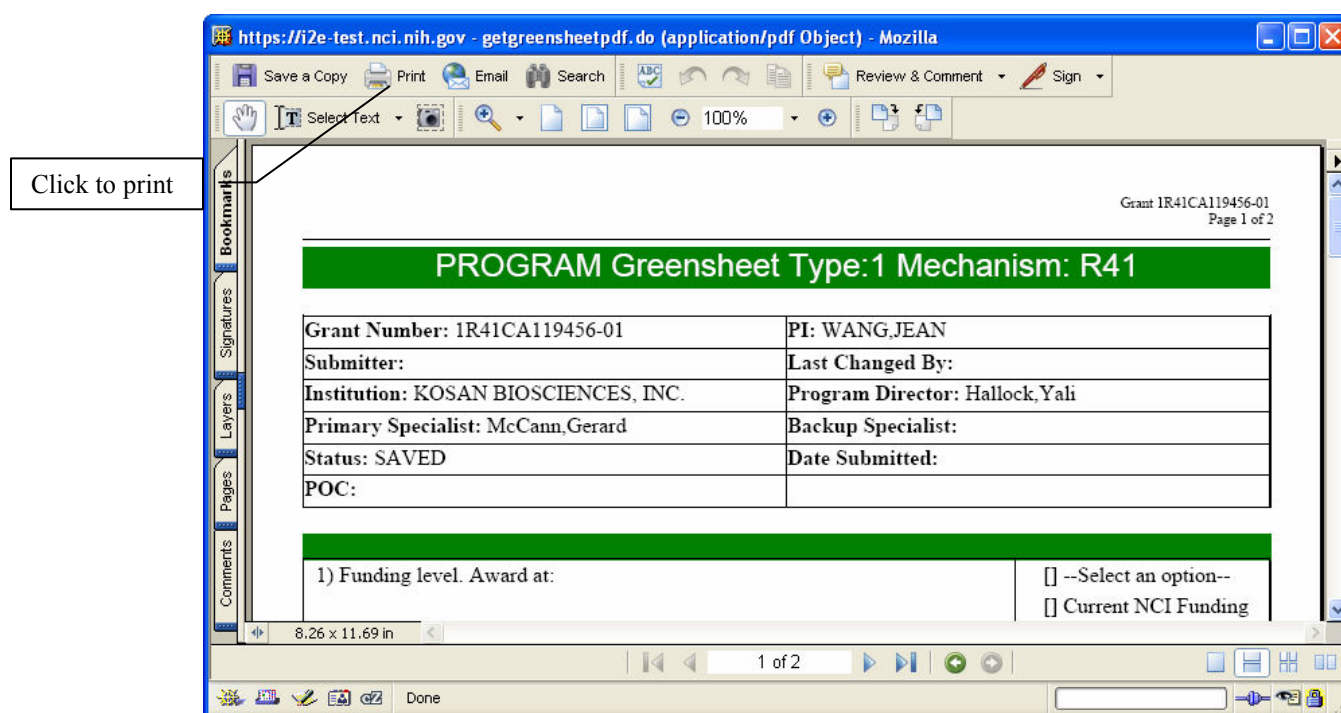 https://i2e-test.nci.nih.gov - getgreensheetpdf.do (application/pdf Object) - Mozilla
Save a Copy Print Email Search ABC Review & Comment Sign
T Select Text 100%
Click to print
Bookmarks
Signatures
Layers
Pages
Comments
Grant 1R41CA119456-01
Page 1 of 2
PROGRAM Greensheet Type:1 Mechanism: R41
Grant Number: 1R41CA119456-01 PI: WANG,JEAN
Submitter: Last Changed By:
Institution: KOSAN BIOSCIENCES, INC. Program Director: Hallock,Yali
Primary Specialist: McCann,Gerard Backup Specialist:
Status: SAVED Date Submitted:
POC:
1) Funding level. Award at: [] --Select an option--
[] Current NCI Funding
8.26 x 11.69 in
1 of 2
Done